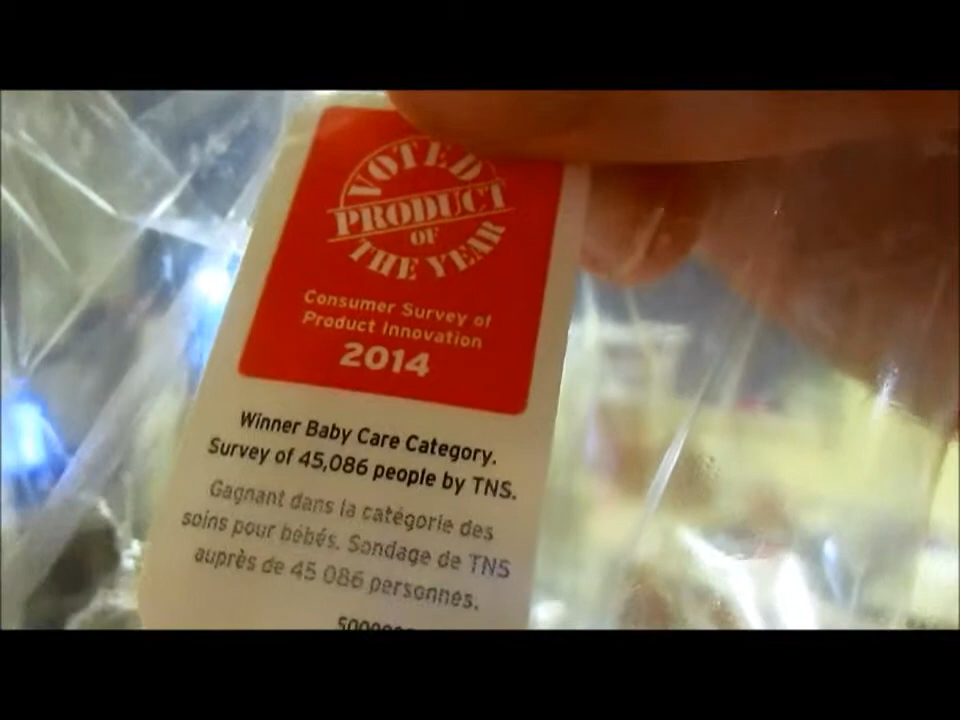 VOTED
PRODUCT
OF
THE YEAR
Consumer Survey of
Product Innovation
2014
Winner Baby Care Category.
Survey of 45,086 people by TNS.
Gagnant dans la catégorie des
soins pour bébés. Sondage de TNS
auprès de 45 086 personnes.